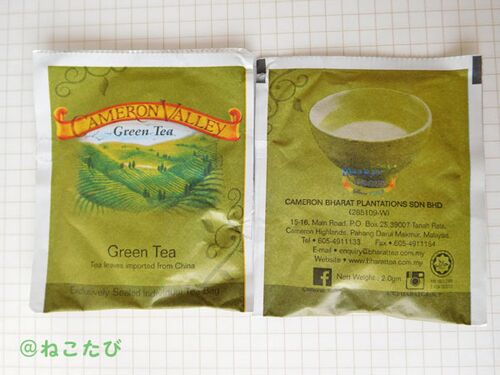 CAMERON VALLEY
Green Tea
Green Tea
Tea leaves imported from China
Exclusively Sealed Individual Tea Bag
CAMERON BHARAT PLANTATIONS SDN BHD
(285109-W)
15-16, Main Road, P.O. Box 25,39007 Tanah Rata,
Cameron Highlands, Pahang Darul Makmur, Malaysia.
Tel • 605-4911133 Fax • 605-4911154
E-mail • enquiry@bharattea.com.my
Website • www.bharattea.com.my
Nett Weight : 2.0gm
@ねこたび